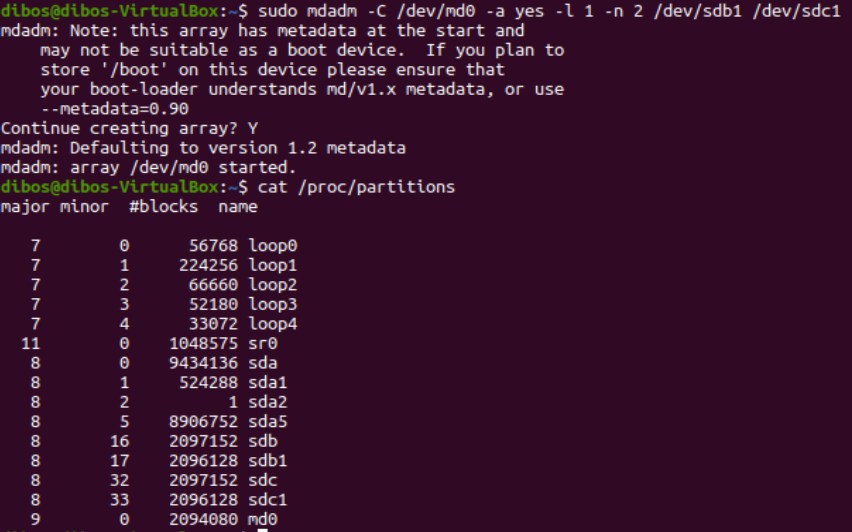 dibos@dibos-VirtualBox:~$ sudo mdadm -C /dev/md0 -a yes -l 1 -n 2 /dev/sdb1 /dev/sdc1
mdadm: Note: this array has metadata at the start and
    may not be suitable as a boot device.  If you plan to
    store '/boot' on this device please ensure that
    your boot-loader understands md/v1.x metadata, or use
    --metadata=0.90
Continue creating array? Y
mdadm: Defaulting to version 1.2 metadata
mdadm: array /dev/md0 started.
dibos@dibos-VirtualBox:~$ cat /proc/partitions
major minor  #blocks  name
   7        0      56768 loop0
   7        1     224256 loop1
   7        2      66660 loop2
   7        3      52180 loop3
   7        4      33072 loop4
  11        0    1048575 sr0
   8        0    9434136 sda
   8        1     524288 sda1
   8        2          1 sda2
   8        5    8906752 sda5
   8       16    2097152 sdb
   8       17    2096128 sdb1
   8       32    2097152 sdc
   8       33    2096128 sdc1
   9        0    2094080 md0